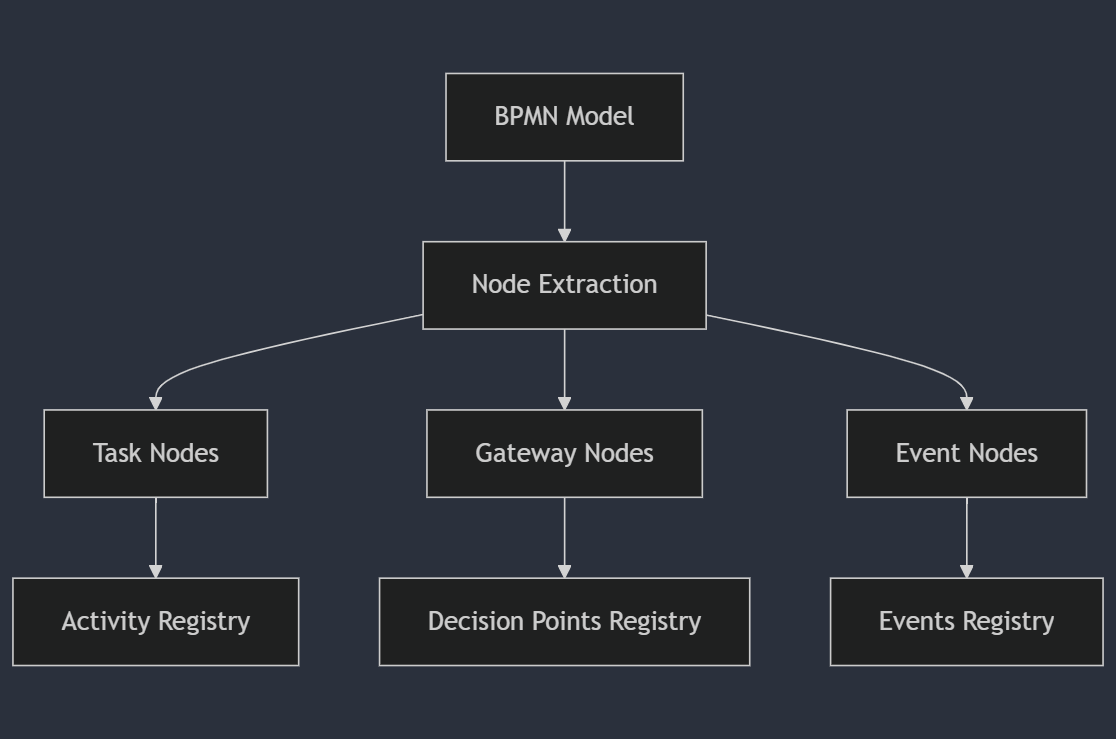 BPMN Model
Node Extraction
Task Nodes
Gateway Nodes
Event Nodes
Activity Registry
Decision Points Registry
Events Registry